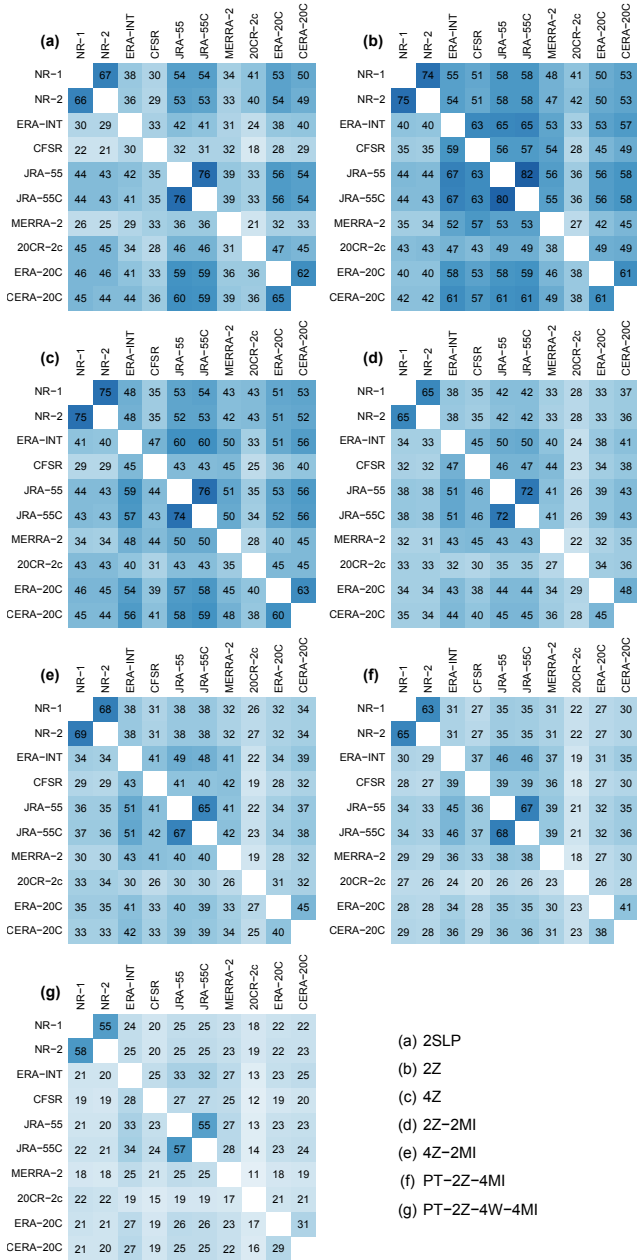 (a) NR−1 NR−2 ERA−INT CFSR JRA−55 JRA−55C MERRA−2 20CR−2c ERA−20C CERA−20C
NR−1 67 38 30 54 54 34 41 53 50
NR−2 66 36 29 53 53 33 40 54 49
ERA−INT 30 29 33 42 41 31 24 38 40
CFSR 22 21 30 32 31 32 18 28 29
JRA−55 44 43 42 35 76 39 33 56 54
JRA−55C 44 43 41 35 76 39 33 56 54
MERRA−2 26 25 29 33 36 36 21 32 33
20CR−2c 45 45 34 28 46 46 31 47 45
ERA−20C 46 46 41 33 59 59 36 36 62
CERA−20C 45 44 44 36 60 59 39 36 65
(b) NR−1 NR−2 ERA−INT CFSR JRA−55 JRA−55C MERRA−2 20CR−2c ERA−20C CERA−20C
NR−1 74 55 51 58 58 48 41 50 53
NR−2 75 54 51 58 58 47 42 50 53
ERA−INT 40 40 63 65 65 53 33 53 57
CFSR 35 35 59 56 57 54 28 45 49
JRA−55 44 44 67 63 82 56 36 56 58
JRA−55C 44 43 67 63 80 55 36 56 58
MERRA−2 35 34 52 57 53 53 27 42 45
20CR−2c 43 43 47 43 49 49 38 49 49
ERA−20C 40 40 58 53 58 59 46 38 61
CERA−20C 42 42 61 57 61 61 49 38 61
(c) NR−1 NR−2 ERA−INT CFSR JRA−55 JRA−55C MERRA−2 20CR−2c ERA−20C CERA−20C
NR−1 75 48 35 53 54 43 43 51 53
NR−2 75 48 35 52 53 42 43 51 52
ERA−INT 41 40 47 60 60 50 33 51 56
CFSR 29 29 45 43 43 45 25 36 40
JRA−55 44 43 59 44 76 51 35 53 56
JRA−55C 43 43 57 43 74 50 34 52 56
MERRA−2 34 34 48 44 50 50 28 40 45
20CR−2c 43 43 40 31 43 43 35 45 45
ERA−20C 46 45 54 39 57 58 45 40 63
CERA−20C 45 44 56 41 58 59 48 38 60
(d) NR−1 NR−2 ERA−INT CFSR JRA−55 JRA−55C MERRA−2 20CR−2c ERA−20C CERA−20C
NR−1 65 38 35 42 42 33 28 33 37
NR−2 65 38 35 42 42 33 28 33 36
ERA−INT 34 33 45 50 50 40 24 38 41
CFSR 32 32 47 46 47 44 23 34 38
JRA−55 38 38 51 46 72 41 26 39 43
JRA−55C 38 38 51 46 72 41 26 39 43
MERRA−2 32 31 43 45 43 43 22 32 35
20CR−2c 33 33 32 30 35 35 27 34 36
ERA−20C 35 34 43 40 44 44 34 29 48
CERA−20C 35 34 44 40 45 45 36 28 45
(e) NR−1 NR−2 ERA−INT CFSR JRA−55 JRA−55C MERRA−2 20CR−2c ERA−20C CERA−20C
NR−1 68 38 31 38 38 32 26 32 34
NR−2 69 38 31 38 38 32 27 32 34
ERA−INT 34 34 41 49 48 41 22 34 39
CFSR 29 29 43 41 40 42 19 28 32
JRA−55 36 35 51 41 65 41 22 34 37
JRA−55C 37 36 51 42 67 42 23 34 38
MERRA−2 30 30 43 41 40 40 19 28 32
20CR−2c 33 34 30 26 30 30 26 31 32
ERA−20C 35 35 41 33 40 39 33 27 45
CERA−20C 33 33 42 33 39 39 34 25 40
(f) NR−1 NR−2 ERA−INT CFSR JRA−55 JRA−55C MERRA−2 20CR−2c ERA−20C CERA−20C
NR−1 63 31 27 35 35 31 22 27 30
NR−2 65 31 27 35 35 31 22 27 30
ERA−INT 30 29 37 46 46 37 19 31 35
CFSR 28 27 39 39 39 36 18 27 30
JRA−55 34 33 45 36 67 39 21 32 35
JRA−55C 34 33 46 37 68 39 21 32 36
MERRA−2 29 29 36 33 38 38 18 27 30
20CR−2c 27 26 24 20 26 26 23 26 28
ERA−20C 28 28 34 28 35 35 30 23 41
CERA−20C 29 28 36 29 36 36 31 23 38
(g) NR−1 NR−2 ERA−INT CFSR JRA−55 JRA−55C MERRA−2 20CR−2c ERA−20C CERA−20C
NR−1 55 24 20 25 25 23 18 22 22
NR−2 58 25 20 25 25 23 19 22 23
ERA−INT 21 20 25 33 32 27 13 23 25
CFSR 19 19 28 27 27 25 12 19 20
JRA−55 21 20 33 23 55 27 13 23 23
JRA−55C 22 21 34 24 57 28 14 23 24
MERRA−2 18 18 25 21 25 25 11 18 19
20CR−2c 22 22 19 15 19 19 17 21 21
ERA−20C 21 21 27 19 26 26 23 17 31
CERA−20C 21 20 27 19 25 25 22 16 29
(a) 2SLP
(b) 2Z
(c) 4Z
(d) 2Z−2MI
(e) 4Z−2MI
(f) PT−2Z−4MI
(g) PT−2Z−4W−4MI